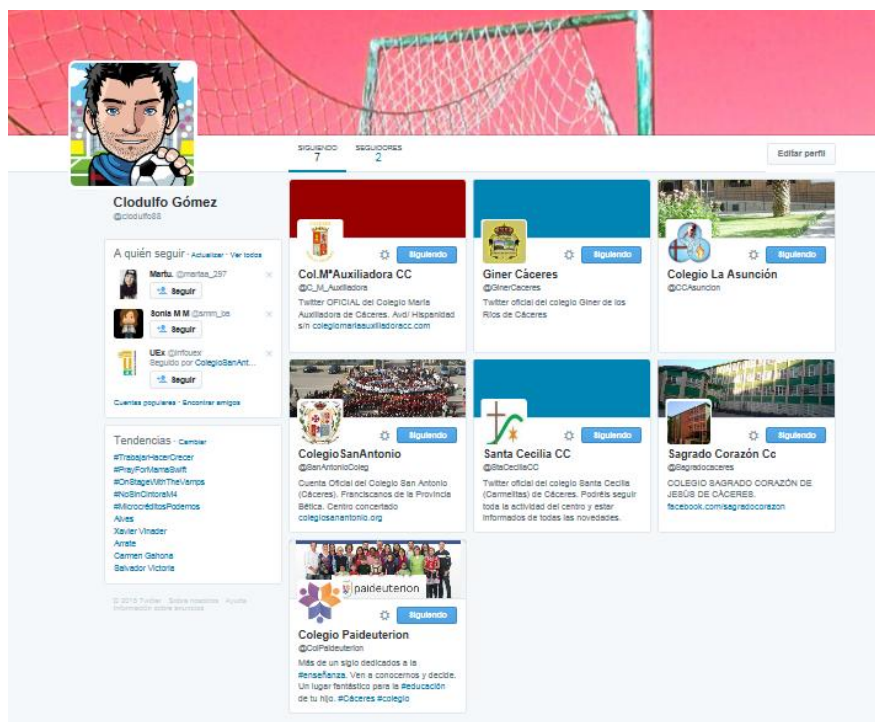 SIGUIENDO
7
SEGUIDORES
2
Editar perfil
Clodulfo Gómez
@clodulfo88
A quién seguir · Actualizar · Ver todos
Martu. @martaa_297
Seguir
Sonia M M @smm_ba
Seguir
UEx @infouex
Seguido por ColegioSanAnt...
Seguir
Cuentas populares · Encontrar amigos
Tendencias · Cambiar
#TrabajarHacerCrecer
#PrayForMamaSwift
#OnStageWithTheVamps
#NoSinCintoraM4
#MicrocréditosPodemos
Alves
Xavier Vinader
Arrate
Carmen Gahona
Salvador Victoria
© 2015 Twitter Sobre nosotros Ayuda
Información sobre anuncios
Siguiendo
Col.MªAuxiliadora CC
@C_M_Auxiliadora
Twitter OFICIAL del Colegio María
Auxiliadora de Cáceres. Avd/ Hispanidad
s/n colegiomariaauxiliadoracc.com
Siguiendo
Giner Cáceres
@GinerCaceres
Twitter oficial del colegio Giner de los
Ríos de Cáceres
Siguiendo
Colegio La Asunción
@CCAsuncion
Siguiendo
ColegioSanAntonio
@SanAntonioColeg
Cuenta Oficial del Colegio San Antonio
(Cáceres). Franciscanos de la Provincia
Bética. Centro concertado
colegiosanantonio.org
Siguiendo
Santa Cecilia CC
@StaCeciliaCC
Twitter oficial del colegio Santa Cecilia
(Carmelitas) de Cáceres. Podréis seguir
toda la actividad del centro y estar
informados de todas las novedades.
Siguiendo
Sagrado Corazón Cc
@Sagradocaceres
COLEGIO SAGRADO CORAZÓN DE
JESÚS DE CÁCERES.
facebook.com/sagradocorazon
paideuterion
Siguiendo
Colegio Paideuterion
@ColPaideuterion
Más de un siglo dedicados a la
#enseñanza. Ven a conocernos y decide.
Un lugar fantástico para la #educación
de tu hijo. #Cáceres #colegio